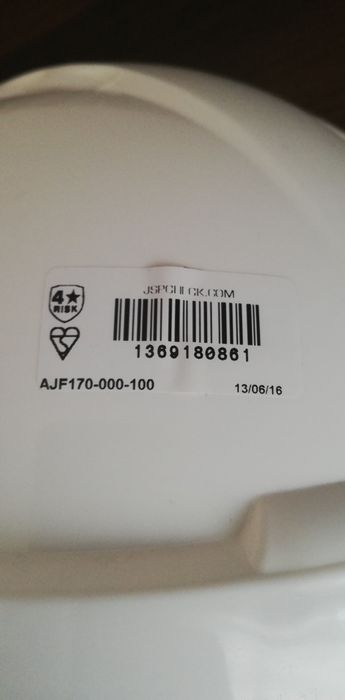 JSPCHECK.COM
4★
RISK
1369180861
AJF170-000-100
13/06/16